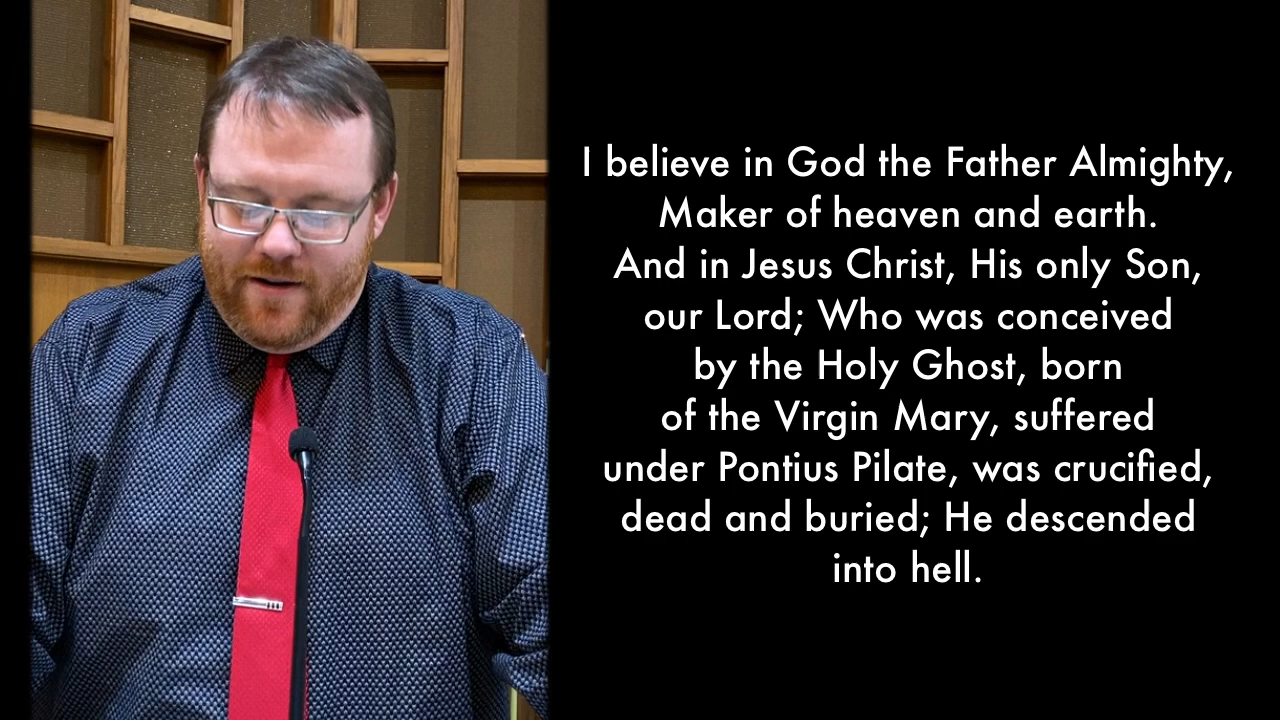 I believe in God the Father Almighty,
Maker of heaven and earth.
And in Jesus Christ, His only Son,
our Lord; Who was conceived
by the Holy Ghost, born
of the Virgin Mary, suffered
under Pontius Pilate, was crucified,
dead and buried; He descended
into hell.